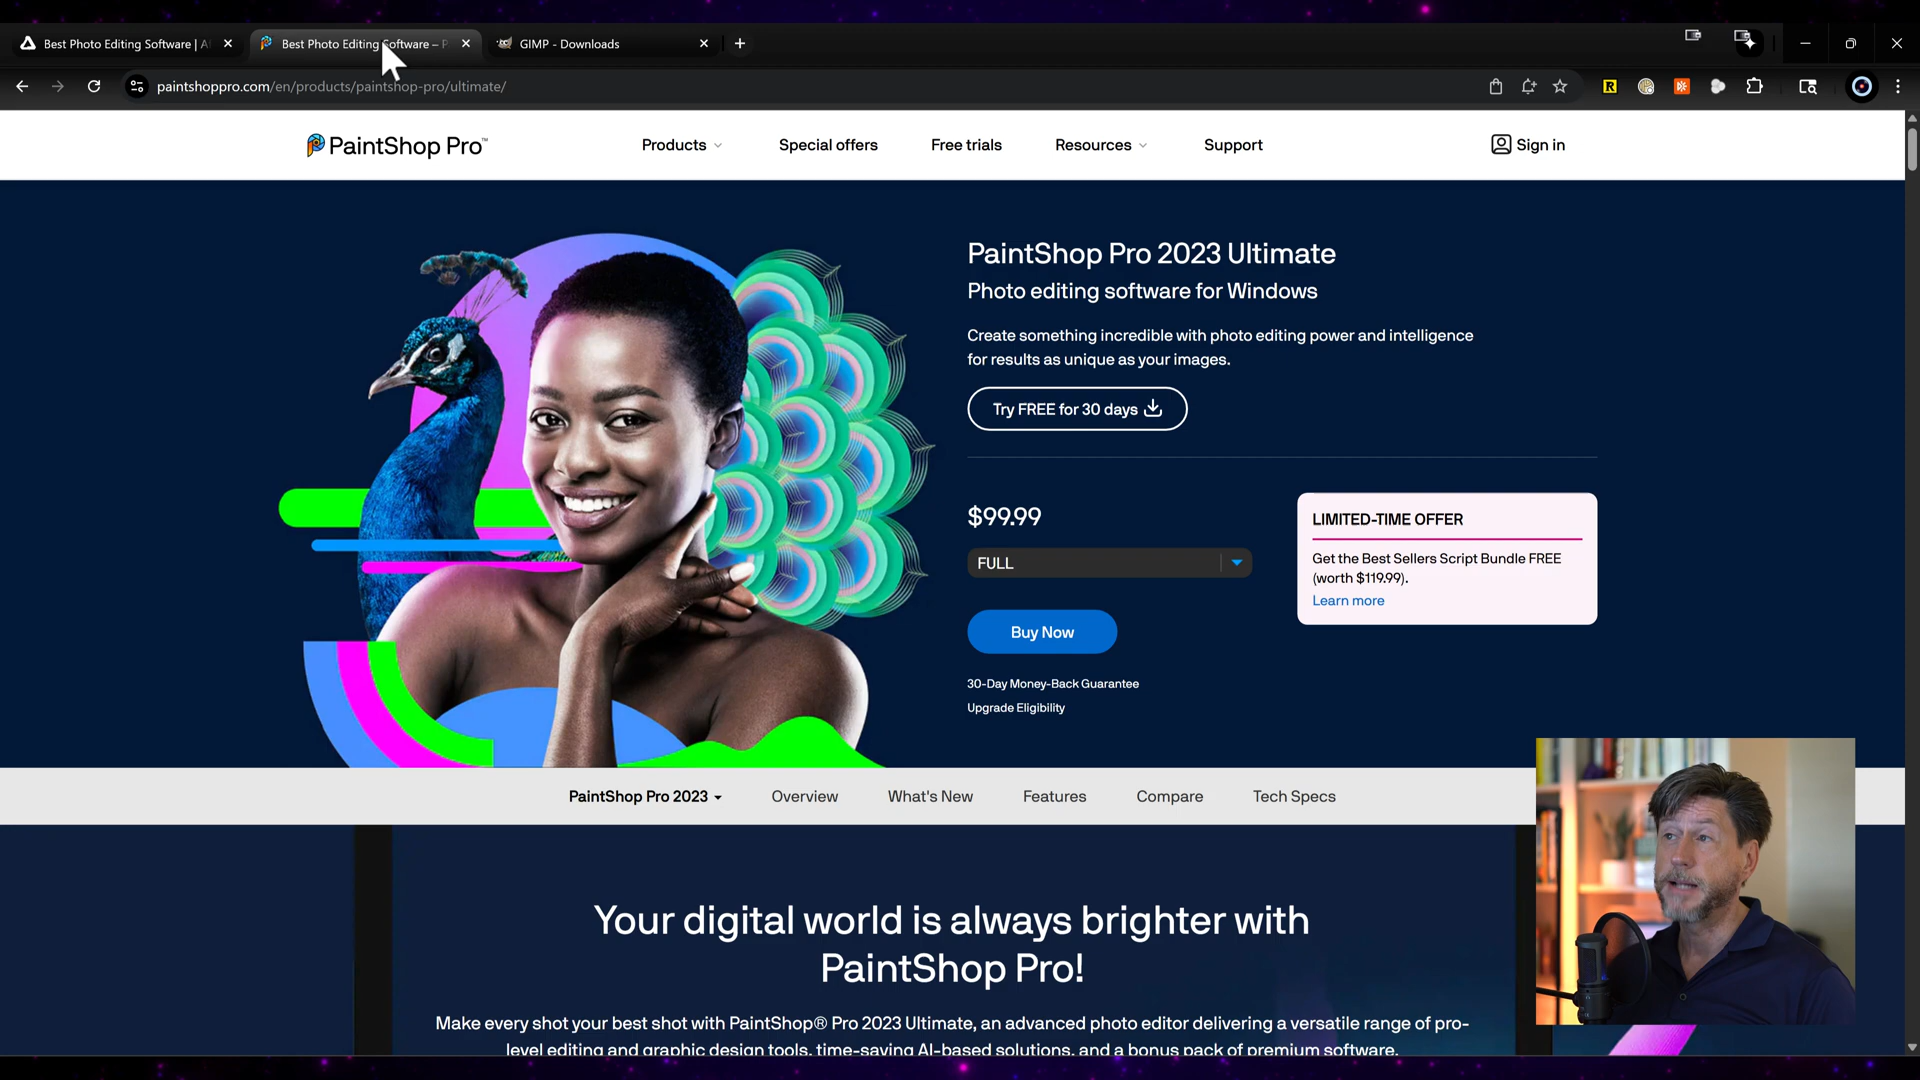 Best Photo Editing Software | A
Best Photo Editing Software – P
GIMP - Downloads
paintshoppro.com/en/products/paintshop-pro/ultimate/
PaintShop Pro™
Products
Special offers
Free trials
Resources
Support
Sign in
PaintShop Pro 2023 Ultimate
Photo editing software for Windows
Create something incredible with photo editing power and intelligence
for results as unique as your images.
Try FREE for 30 days
$99.99
FULL
Buy Now
30-Day Money-Back Guarantee
Upgrade Eligibility
LIMITED-TIME OFFER
Get the Best Sellers Script Bundle FREE
(worth $119.99).
Learn more
PaintShop Pro 2023
Overview
What's New
Features
Compare
Tech Specs
Your digital world is always brighter with
PaintShop Pro!
Make every shot your best shot with PaintShop® Pro 2023 Ultimate, an advanced photo editor delivering a versatile range of pro-
level editing and graphic design tools, time-saving AI-based solutions, and a bonus pack of premium software.